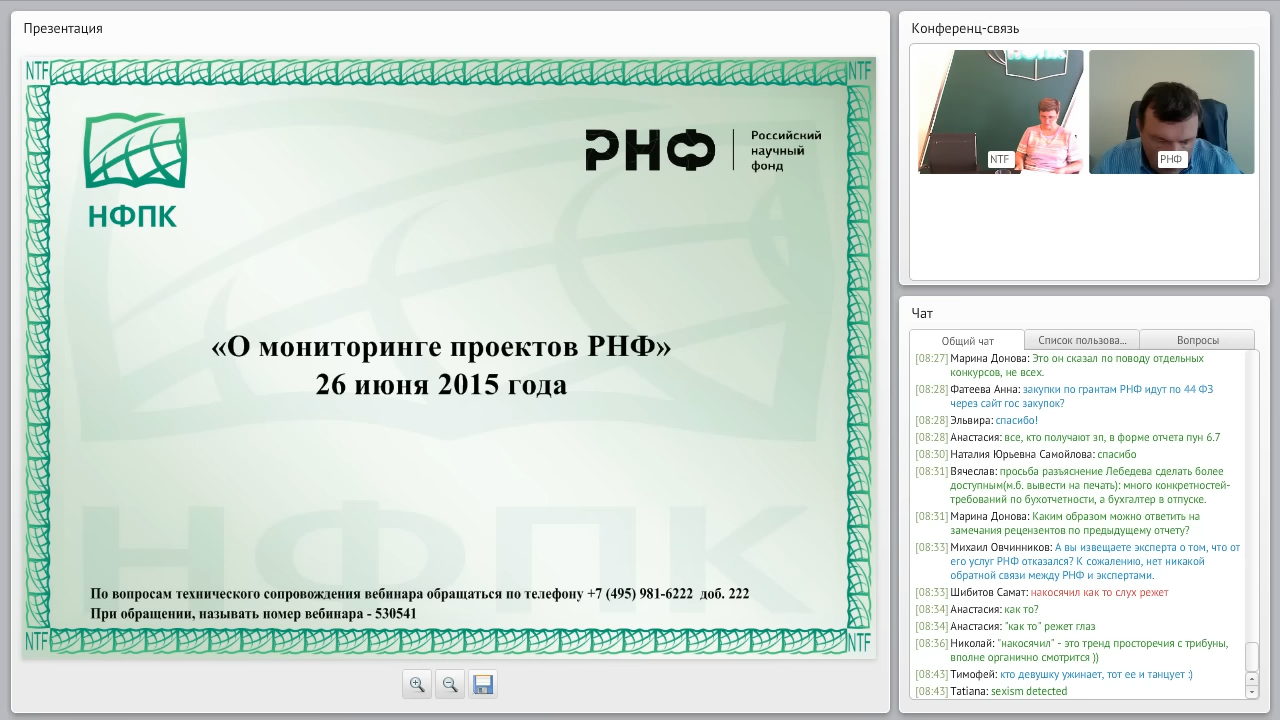 Презентация
NTF
NTF
НФПК
РНФ
Российский
научный
фонд
«О мониторинге проектов РНФ»
26 июня 2015 года
НФПК
По вопросам технического сопровождения вебинара обращаться по телефону +7 (495) 981-6222 доб. 222
При обращении, называть номер вебинара - 530541
NTF
NTF
Конференц-связь
NTF
РНФ
Чат
Общий чат
Список пользова...
Вопросы
[08:27] Марина Донова: Это он сказал по поводу отдельных
конкурсов, не всех.
[08:28] Фатеева Анна: закупки по грантам РНФ идут по 44 ФЗ
через сайт гос закупок?
[08:28] Эльвира: спасибо!
[08:28] Анастасия: все, кто получают зп, в форме отчета пун 6.7
[08:30] Наталия Юрьевна Самойлова: спасибо
[08:31] Вячеслав: просьба разъяснение Лебедева сделать более
доступным(м.б. вывести на печать): много конкретностей-
требований по бухотчетности, а бухгалтер в отпуске.
[08:31] Марина Донова: Каким образом можно ответить на
замечания рецензентов по предыдущему отчету?
[08:33] Михаил Овчинников: А вы извещаете эксперта о том, что от
его услуг РНФ отказался? К сожалению, нет никакой
обратной связи между РНФ и экспертами.
[08:33] Шибитов Самат: накосячил как то слух режет
[08:34] Анастасия: как то?
[08:34] Анастасия: "как то" режет глаз
[08:36] Николай: "накосячил" - это тренд просторечия с трибуны,
вполне органично смотрится ))
[08:43] Тимофей: кто девушку ужинает, тот ее и танцует :)
[08:43] Tatiana: sexism detected